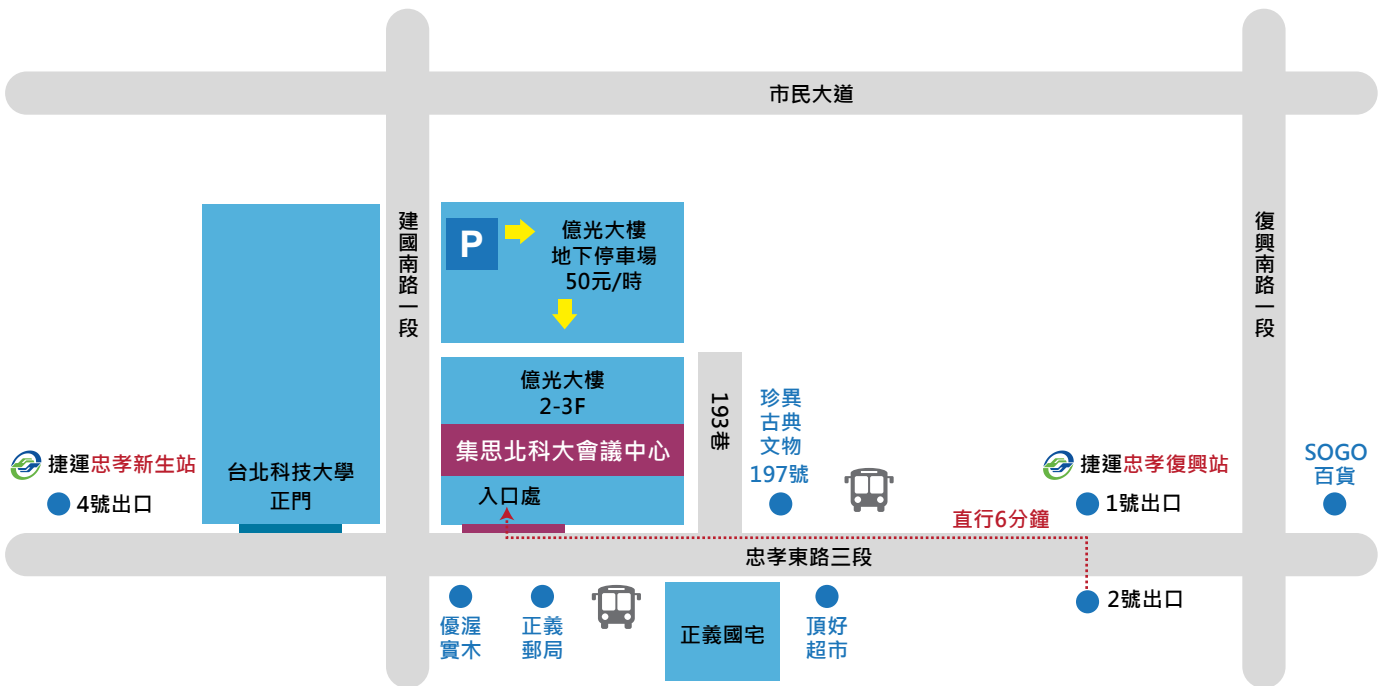 市民大道
建國南路一段
復興南路一段
P
億光大樓
地下停車場
50元/時
億光大樓
2-3F
集思北科大會議中心
入口處
193巷
珍異
古典
文物
197號
捷運忠孝新生站
4號出口
台北科技大學
正門
捷運忠孝復興站
1號出口
SOGO
百貨
直行6分鐘
忠孝東路三段
2號出口
優渥
實木
正義
郵局
正義國宅
頂好
超市